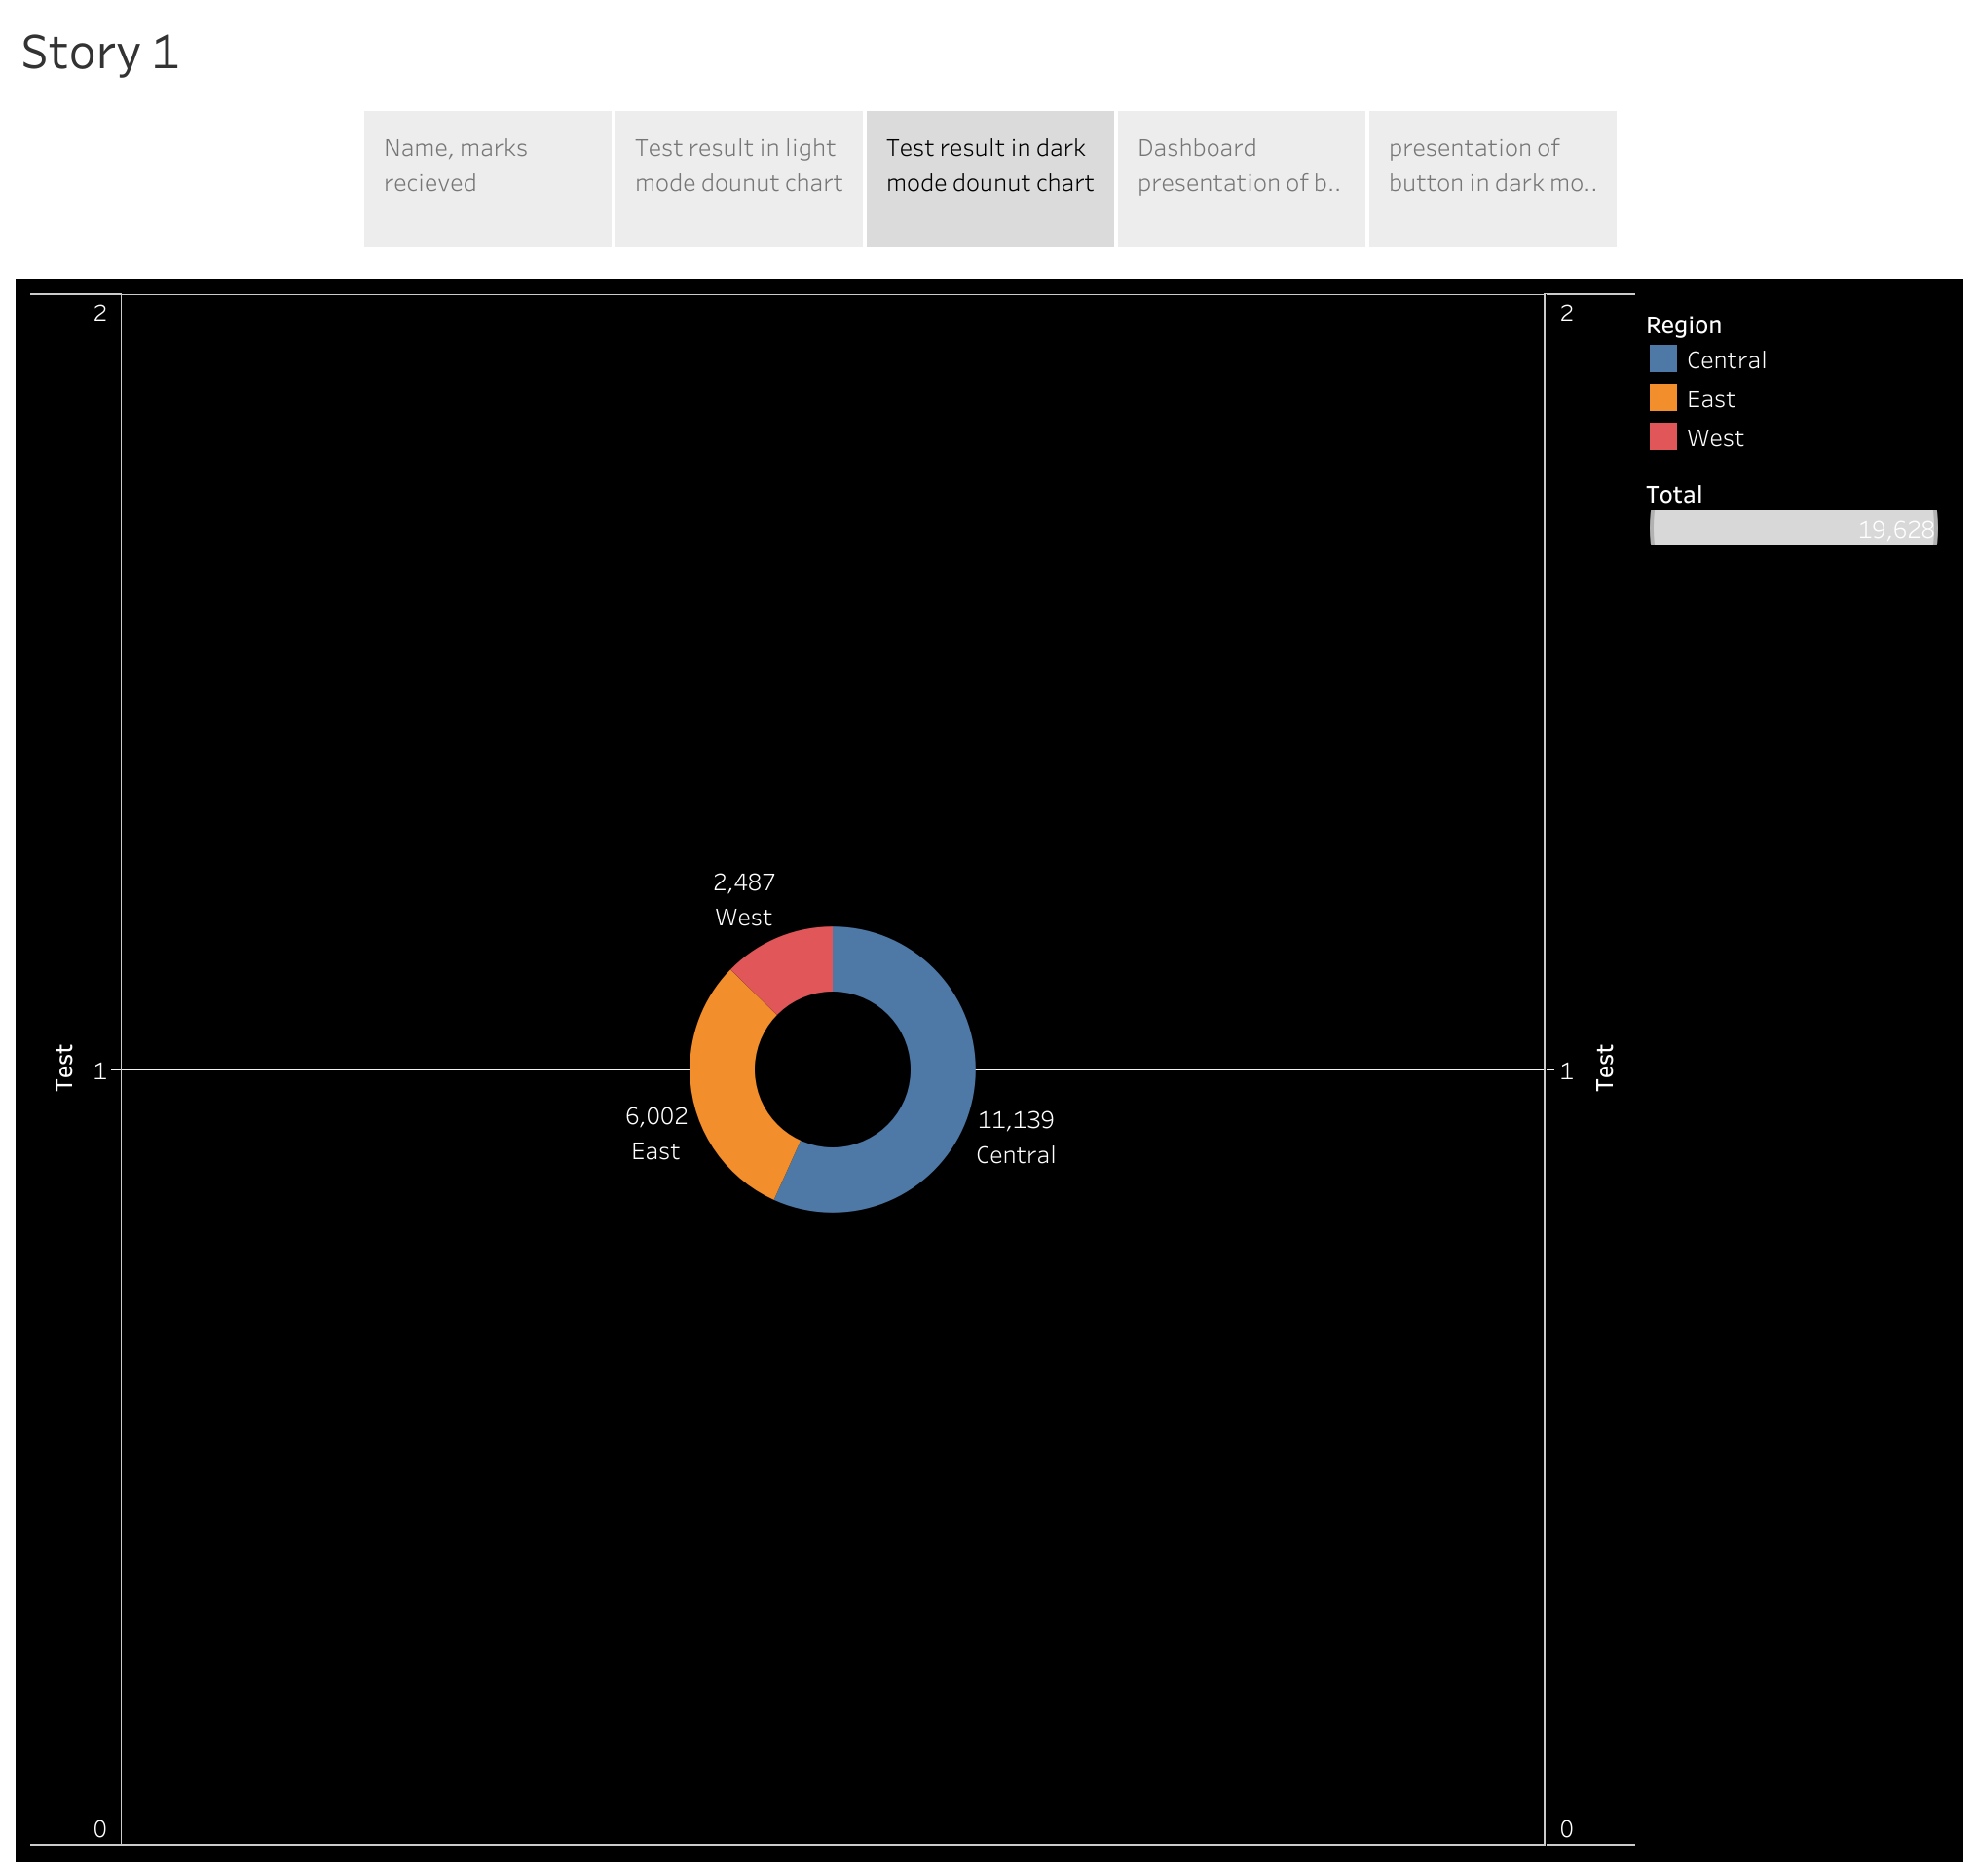 Story 1
Name, marks
recieved
Test result in light
mode dounut chart
Test result in dark
mode dounut chart
Dashboard
presentation of b..
presentation of
button in dark mo..
2
2
Region
Central
East
West
Total
19,628
2,487
West
Test
1
1
Test
6,002
East
11,139
Central
0
0